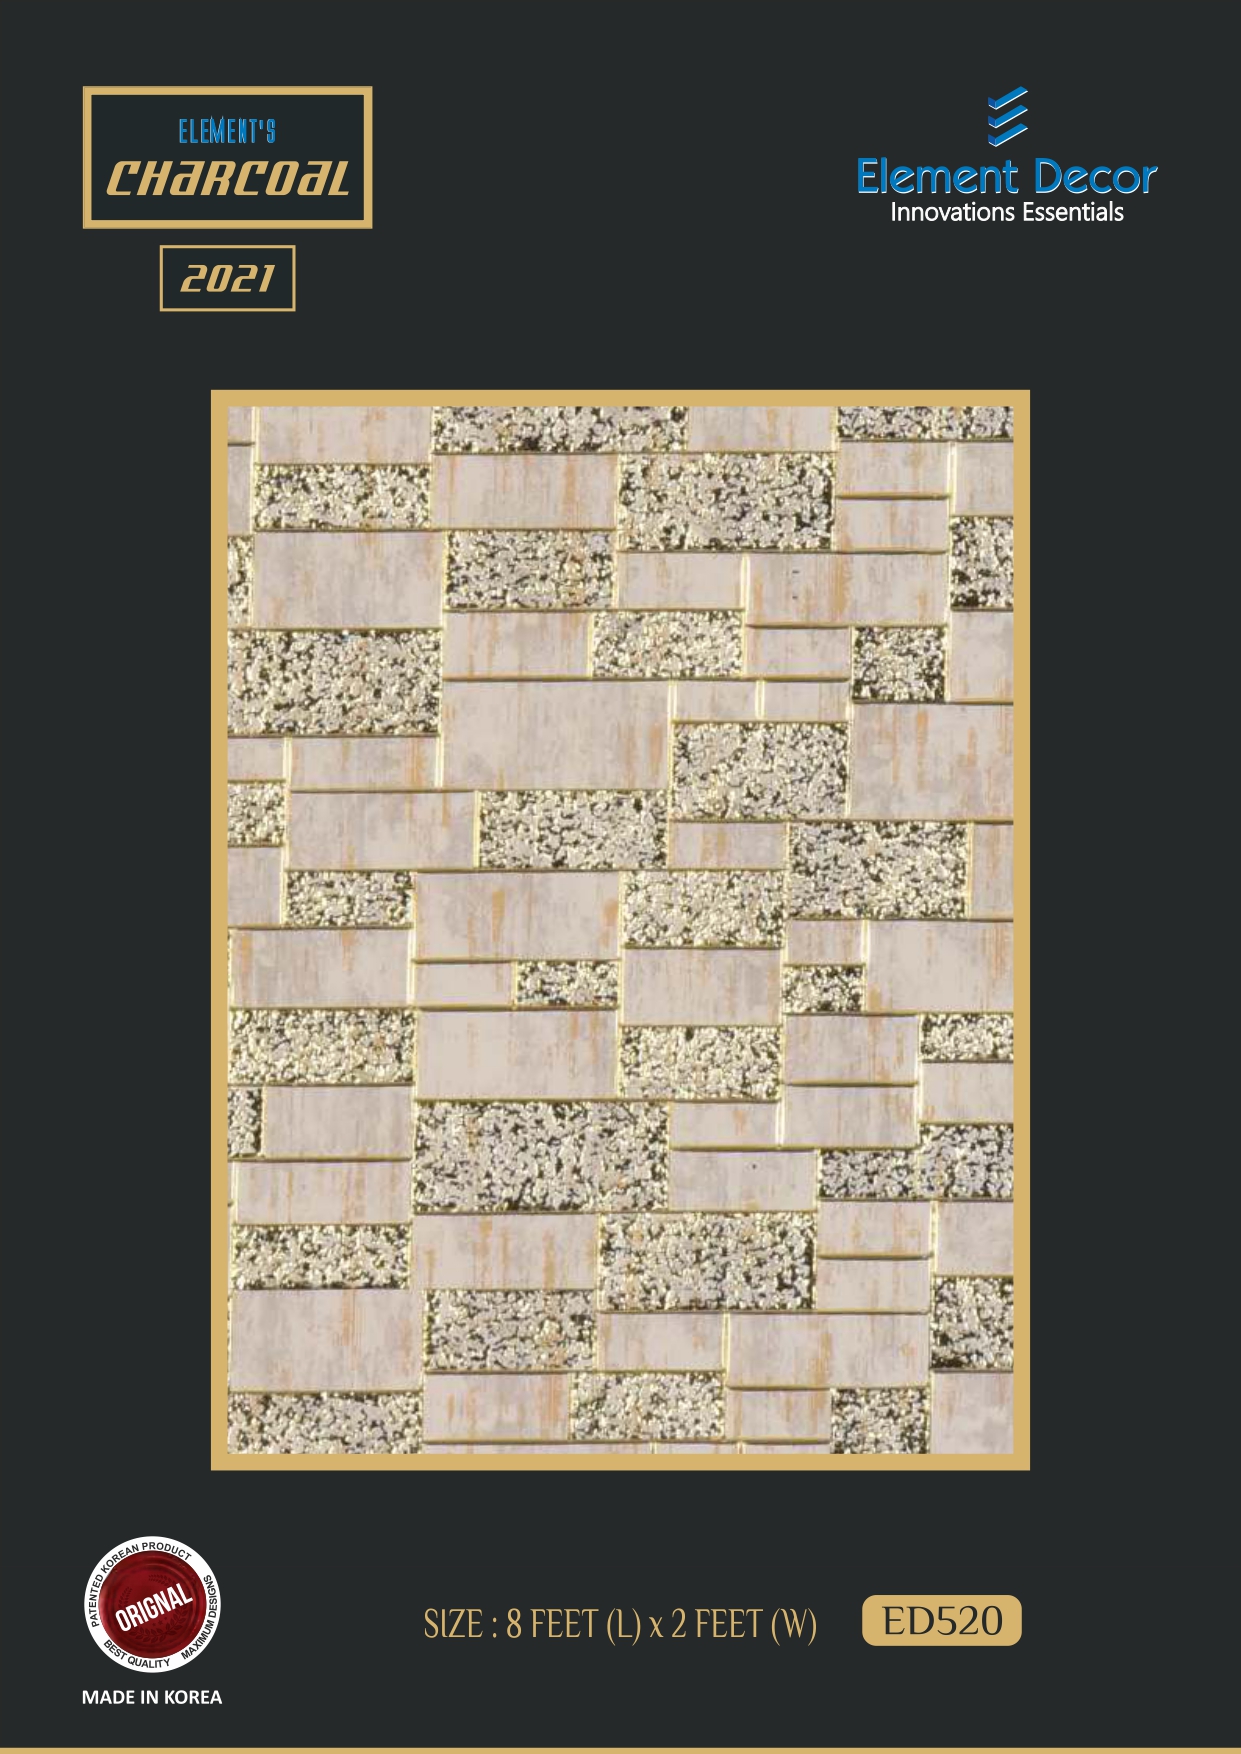 ELEMENT'S
CHARCOAL
2021
Element Decor
Innovations Essentials
PATENTED KOREAN PRODUCT
ORIGNAL
BEST QUALITY
MAXIMUM DESIGNS
MADE IN KOREA
SIZE : 8 FEET (L) x 2 FEET (W)
ED520